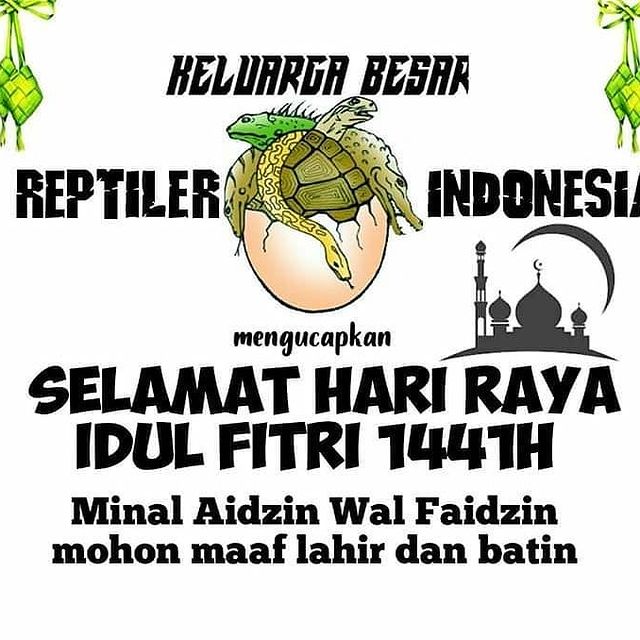 KELUARGA BESAR
REPTILER INDONESIA
mengucapkan
SELAMAT HARI RAYA
IDUL FITRI 1441H
Minal Aidzin Wal Faidzin
mohon maaf lahir dan batin